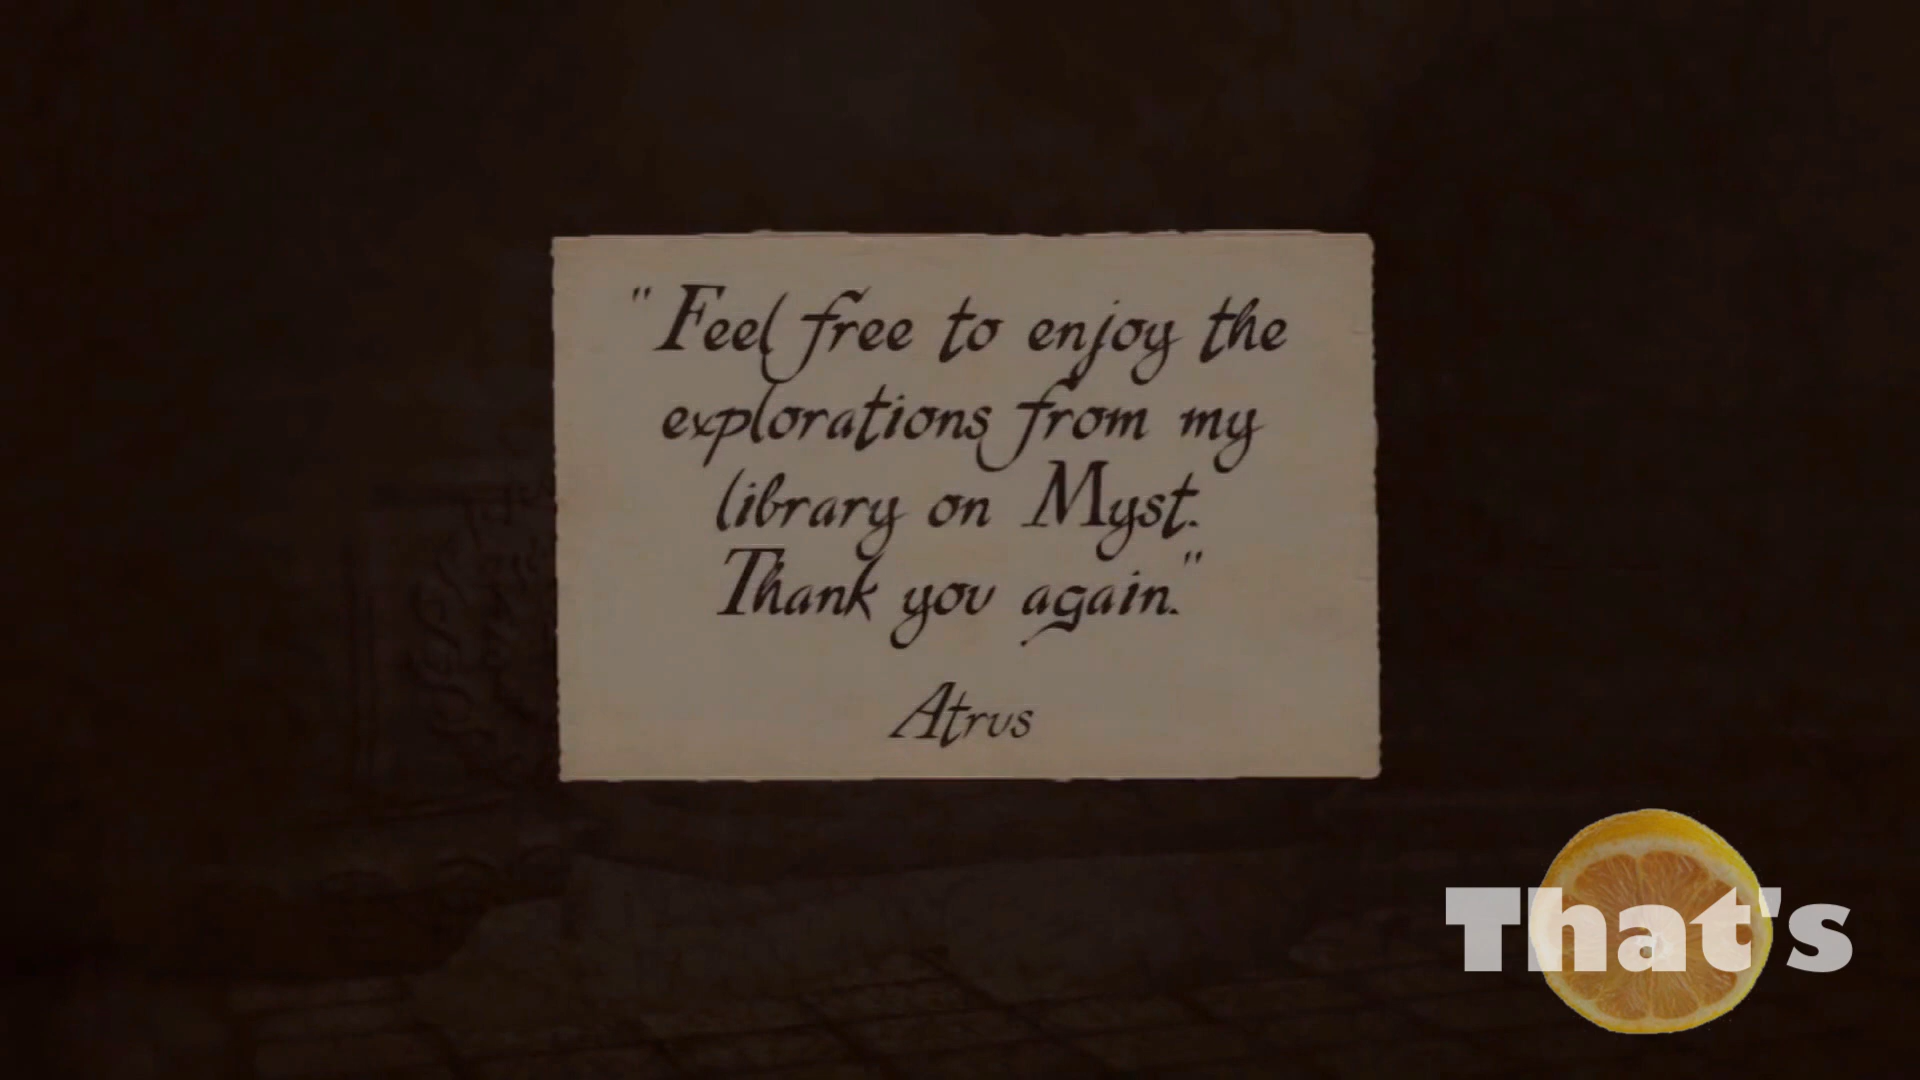 "Feel free to enjoy the
explorations from my
library on Myst.
Thank you again."
Atrus
That's